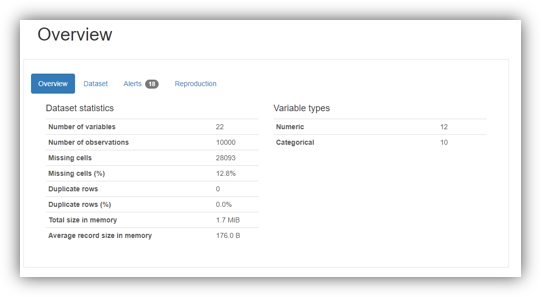 Overview
Overview Dataset Alerts 18 Reproduction
Dataset statistics
Number of variables 22
Number of observations 10000
Missing cells 28093
Missing cells (%) 12.8%
Duplicate rows 0
Duplicate rows (%) 0.0%
Total size in memory 1.7 MiB
Average record size in memory 176.0 B
Variable types
Numeric 12
Categorical 10